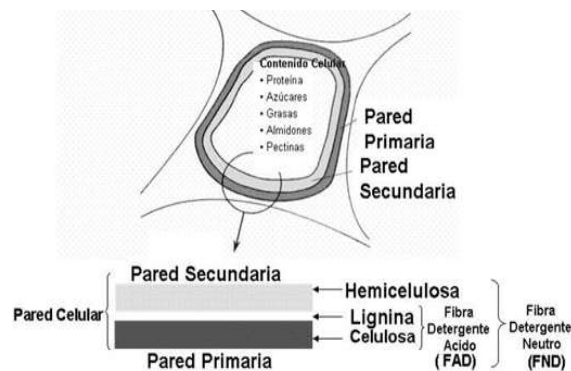 Contenido Celular
• Proteína
• Azúcares
• Grasas
• Almidones
• Pectinas
Pared
Primaria
Pared
Secundaria
Pared Secundaria
Pared Celular
Pared Primaria
Hemicelulosa
Lignina
Celulosa
Fibra
Detergente
Acido
(FAD)
Fibra
Detergente
Neutro
(FND)